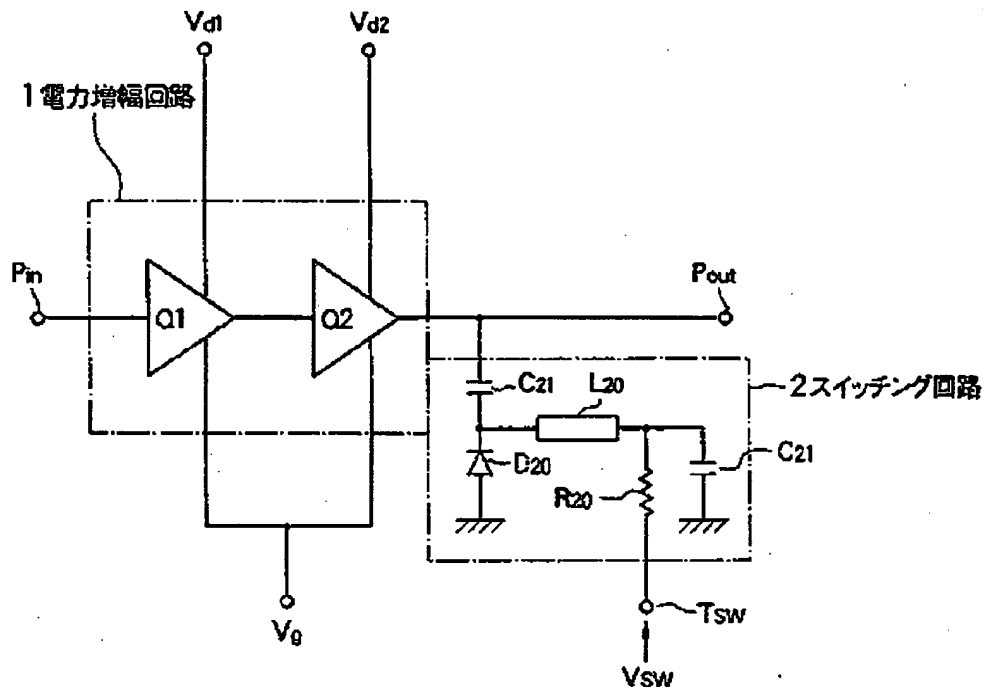 Vd1
Vd2
1電力増幅回路
Pin
Q1
Q2
Pout
C21
L20
2スイッチング回路
D20
R20
C21
Tsw
Vg
Vsw